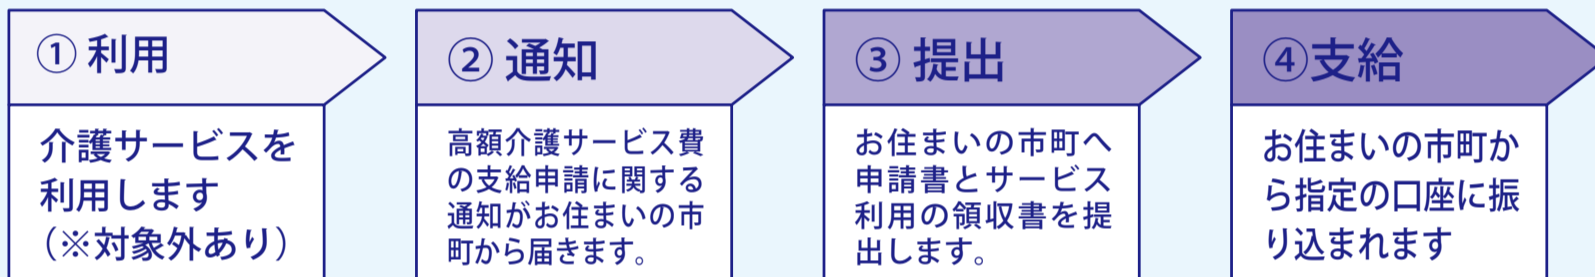 ① 利用
介護サービスを
利用します
（※対象外あり）
② 通知
高額介護サービス費
の支給申請に関する
通知がお住まいの市
町から届きます。
③ 提出
お住まいの市町へ
申請書とサービス
利用の領収書を提
出します。
④支給
お住まいの市町か
ら指定の口座に振
り込まれます